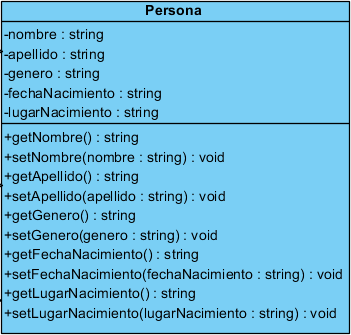 Persona
-nombre : string
-apellido : string
-genero : string
-fechaNacimiento : string
-lugarNacimiento : string
+getNombre() : string
+setNombre(nombre : string) : void
+getApellido() : string
+setApellido(apellido : string) : void
+getGenero() : string
+setGenero(genero : string) : void
+getFechaNacimiento() : string
+setFechaNacimiento(fechaNacimiento : string) : void
+getLugarNacimiento() : string
+setLugarNacimiento(lugarNacimiento : string) : void